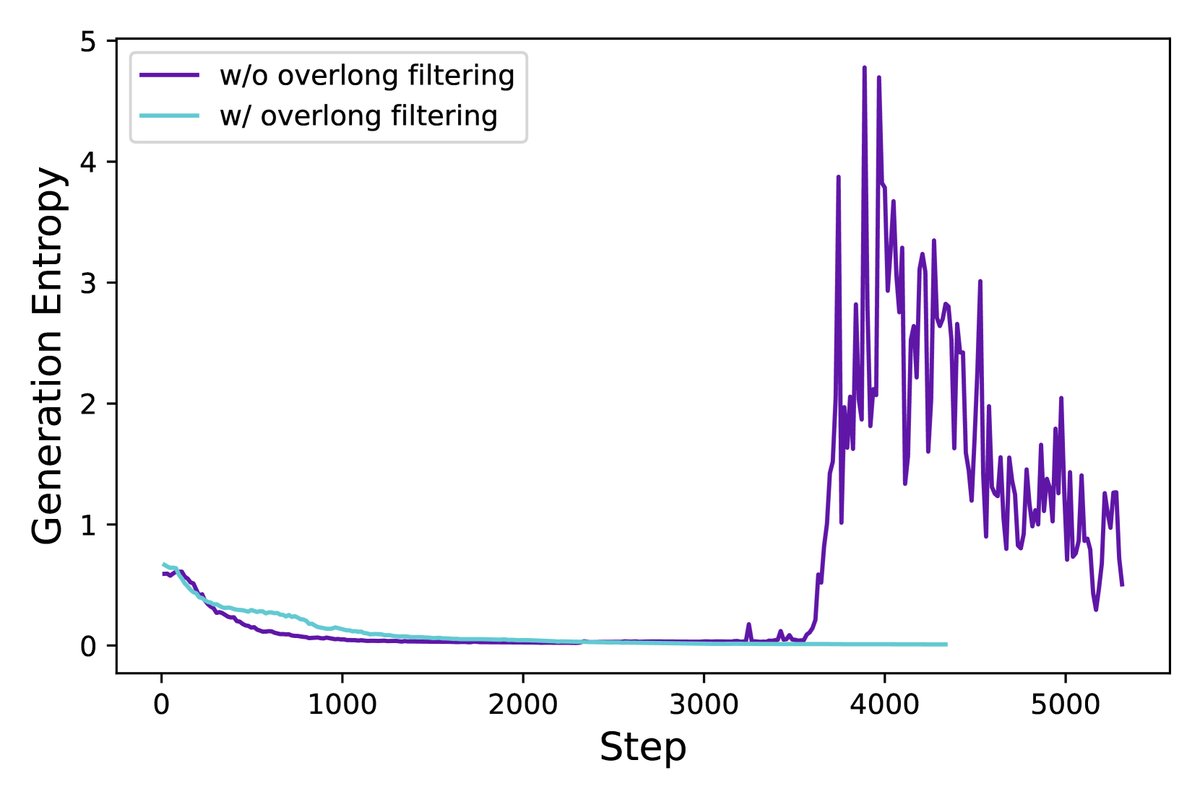 w/o overlong filtering
w/ overlong filtering
Generation Entropy
5
4
3
2
1
0
0 1000 2000 3000 4000 5000
Step